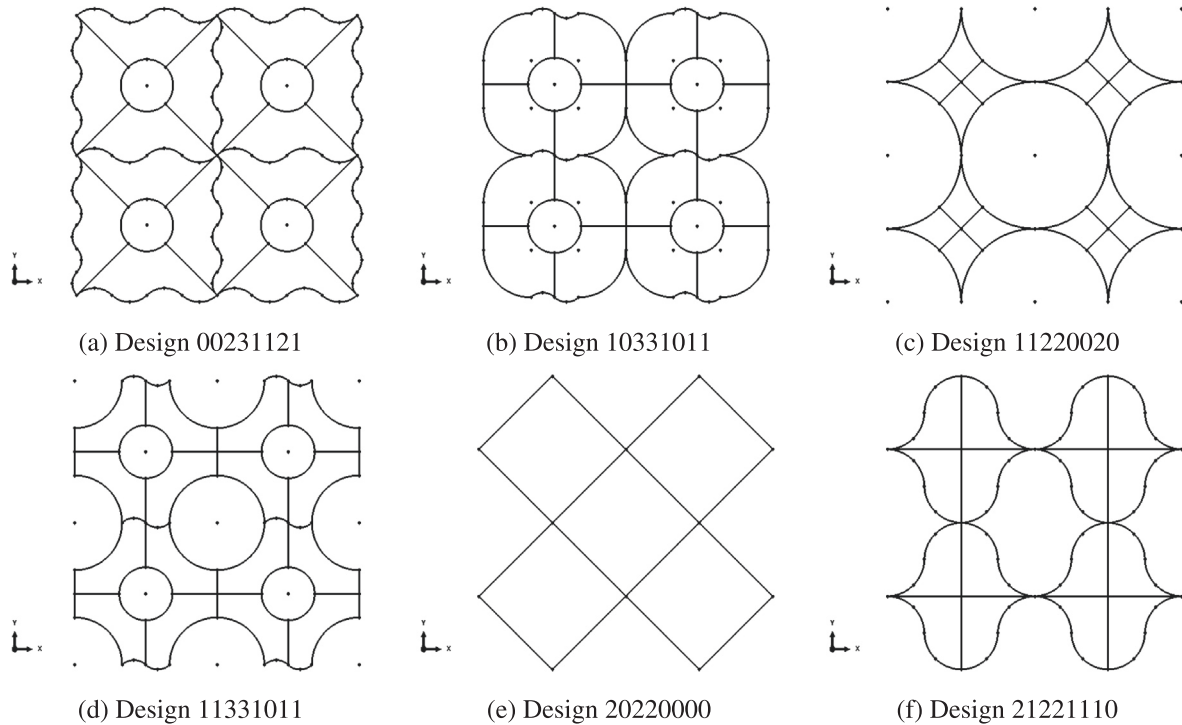 Y
X
Y
X
Y
X
(a) Design 00231121
(b) Design 10331011
(c) Design 11220020
Y
X
Y
X
Y
X
(d) Design 11331011
(e) Design 20220000
(f) Design 21221110